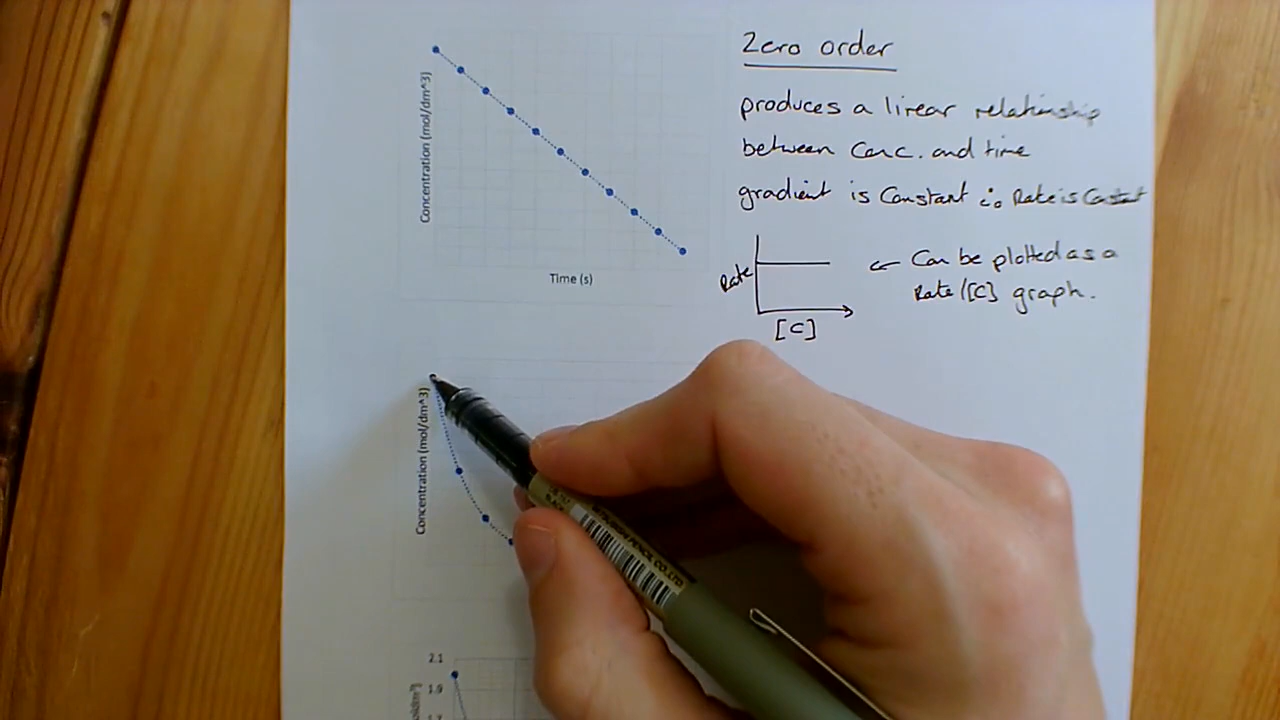 Zero order
produces a linear relationship
between conc. and time
gradient is constant ∴ Rate is constant
Rate
[C]
← Can be plotted as a
Rate/[C] graph.
Concentration (mol/dm^3)
Time (s)
Concentration (mol/dm^3)
2.1
1.9